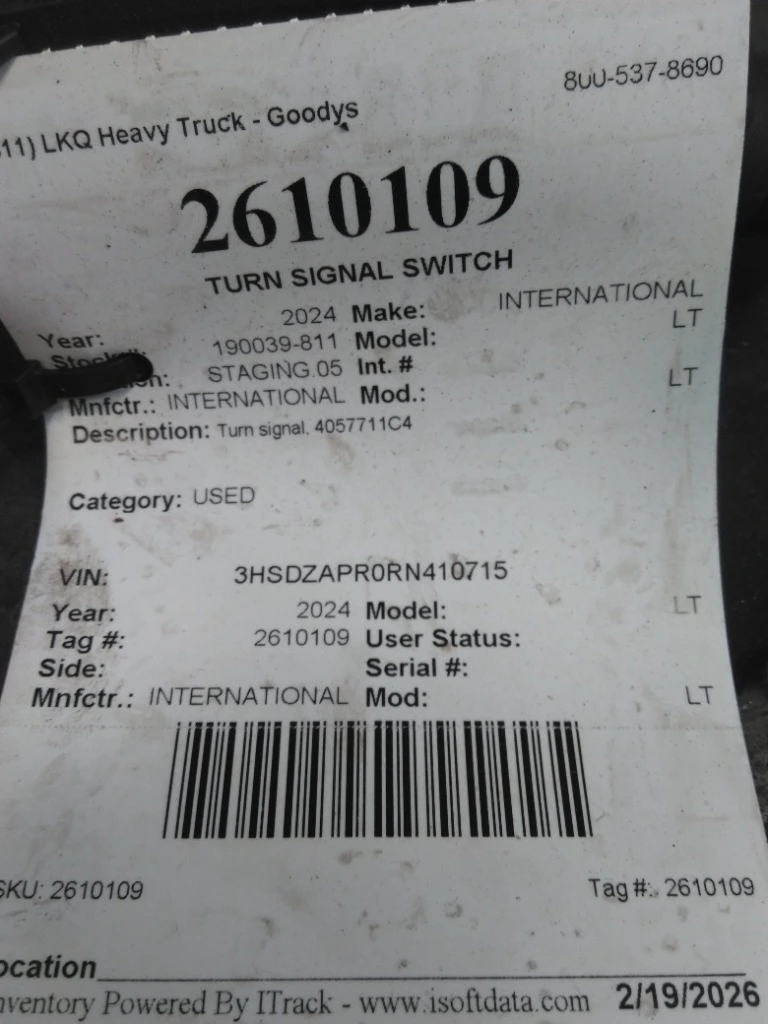 800-537-8690
11) LKQ Heavy Truck - Goodys
2610109
TURN SIGNAL SWITCH
Year: 2024 Make: INTERNATIONAL
Stock#: 190039-811 Model: LT
on: STAGING.05 Int. #
Mnfctr.: INTERNATIONAL Mod.: LT
Description: Turn signal, 4057711C4
Category: USED
VIN: 3HSDZAPR0RN410715
Year: 2024 Model: LT
Tag #: 2610109 User Status:
Side: Serial #:
Mnfctr.: INTERNATIONAL Mod: LT
SKU: 2610109 Tag #: 2610109
ocation
nventory Powered By ITrack - www.isoftdata.com 2/19/2026